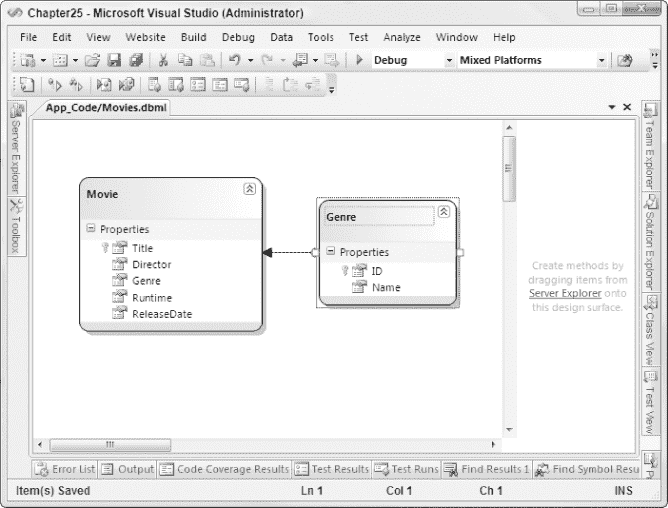 Chapter25 - Microsoft Visual Studio (Administrator)
File Edit View Website Build Debug Data Tools Test Analyze Window Help
Debug Mixed Platforms
App_Code/Movies.dbml
Server Explorer
Toolbox
Movie
Properties
Title
Director
Genre
Runtime
ReleaseDate
Genre
Properties
ID
Name
Create methods by
dragging items from
Server Explorer onto
this design surface.
Team Explorer
Solution Explorer
Class View
Test View
Error List Output Code Coverage Results Test Results Test Runs Find Results 1 Find Symbol Resu
Item(s) Saved Ln 1 Col 1 Ch 1 INS